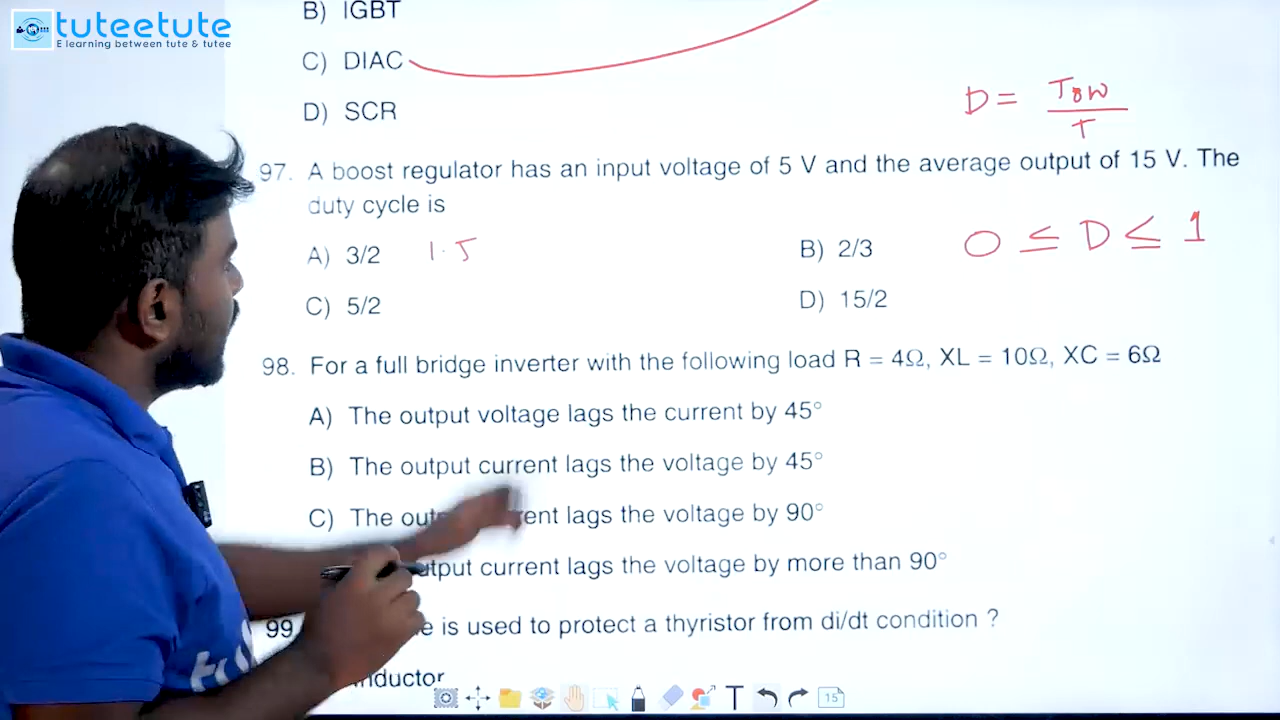 tuteetute
E learning between tute & tutee
B) IGBT
C) DIAC
D) SCR
D = TON
T
97. A boost regulator has an input voltage of 5 V and the average output of 15 V. The
duty cycle is
A) 3/2 1.5 B) 2/3 0 ≤ D ≤ 1
C) 5/2 D) 15/2
98. For a full bridge inverter with the following load R = 4Ω, XL = 10Ω, XC = 6Ω
A) The output voltage lags the current by 45°
B) The output current lags the voltage by 45°
C) The lags the voltage by 90°
current lags the voltage by more than 90°
99 is used to protect a thyristor from di/dt condition ?
T 15